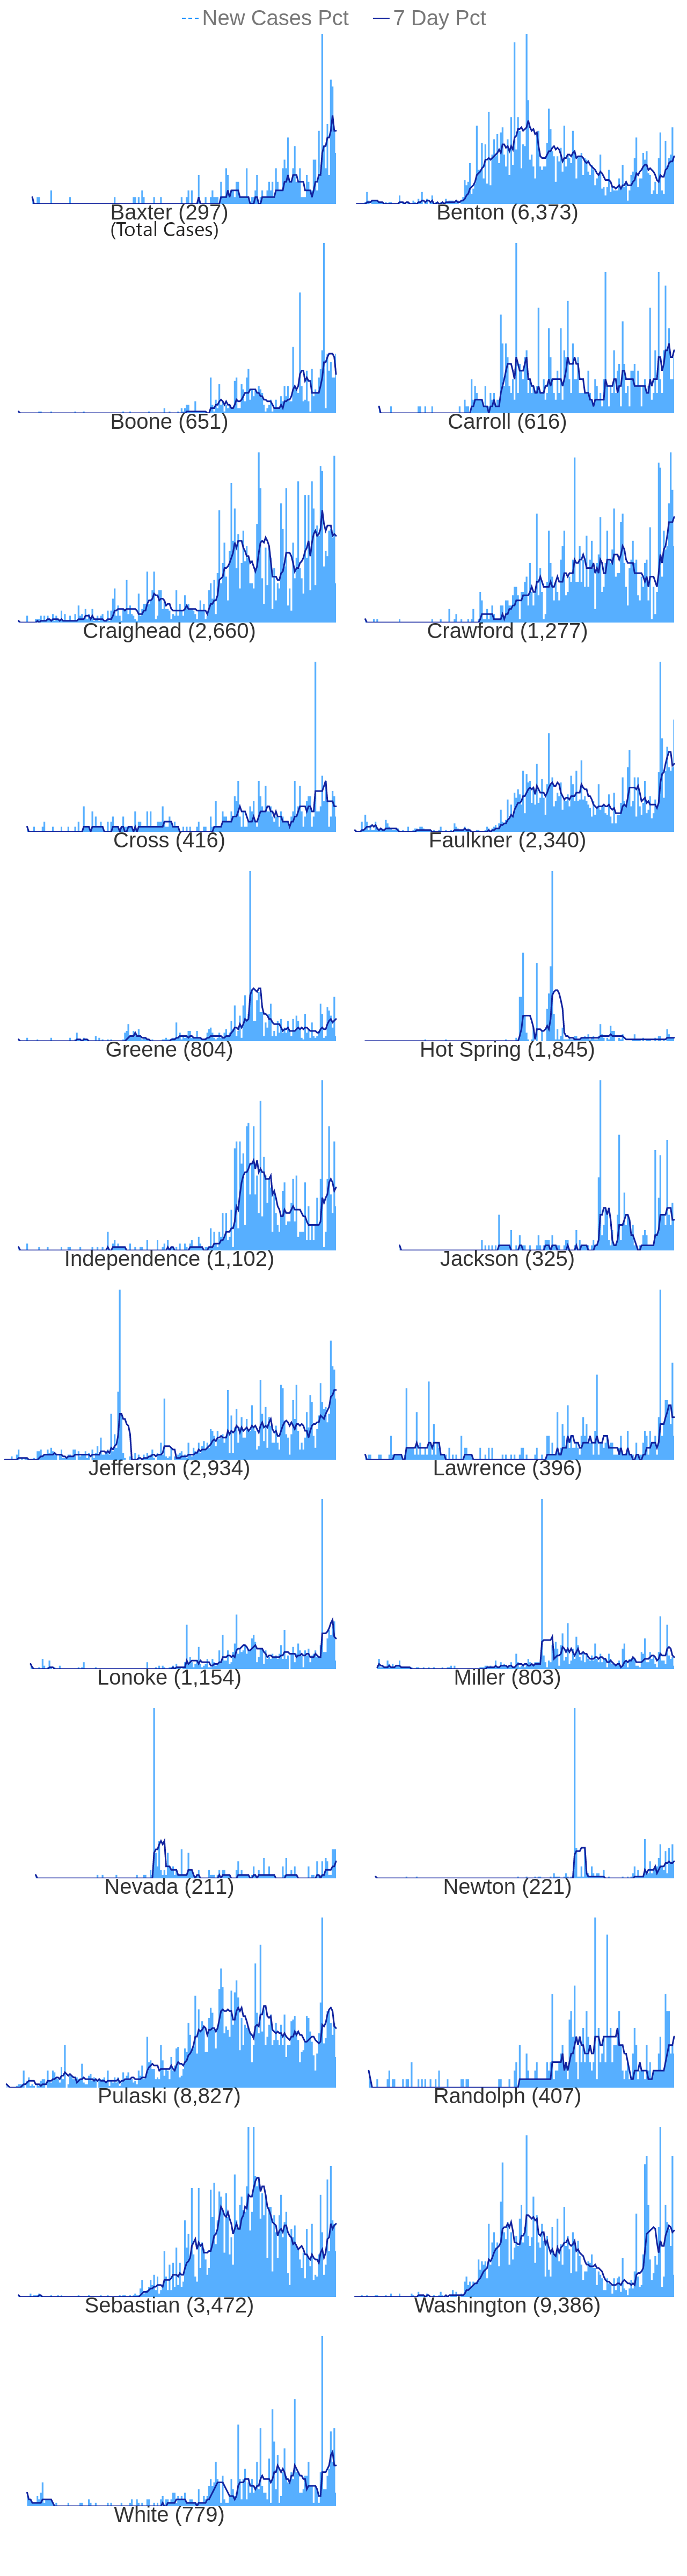 New Cases Pct 7 Day Pct
Baxter (297) Benton (6,373)
(Total Cases)
Boone (651) Carroll (616)
Craighead (2,660) Crawford (1,277)
Cross (416) Faulkner (2,340)
Greene (804) Hot Spring (1,845)
Independence (1,102) Jackson (325)
Jefferson (2,934) Lawrence (396)
Lonoke (1,154) Miller (803)
Nevada (211) Newton (221)
Pulaski (8,827) Randolph (407)
Sebastian (3,472) Washington (9,386)
White (779)